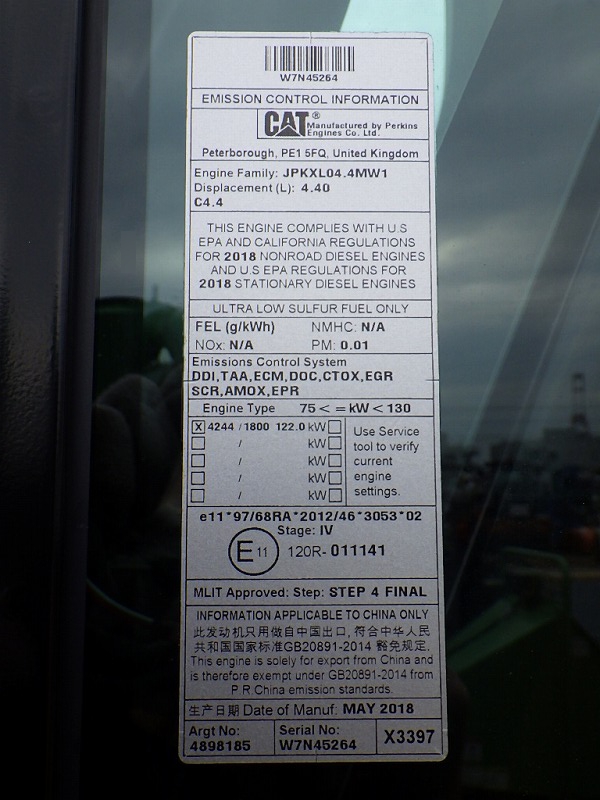 W7N45264
EMISSION CONTROL INFORMATION
CAT® Manufactured by Perkins
Engines Co. Ltd.
Peterborough, PE1 5FQ, United Kingdom
Engine Family: JPKXL04.4MW1
Displacement (L): 4.40
C4.4
THIS ENGINE COMPLIES WITH U.S
EPA AND CALIFORNIA REGULATIONS
FOR 2018 NONROAD DIESEL ENGINES
AND U.S EPA REGULATIONS FOR
2018 STATIONARY DIESEL ENGINES
ULTRA LOW SULFUR FUEL ONLY
FEL (g/kWh) NMHC: N/A
NOx: N/A PM: 0.01
Emissions Control System
DDI,TAA,ECM,DOC,CTOX,EGR
SCR,AMOX,EPR
Engine Type 75 < = kW < 130
X 4244 / 1800 122.0 kW
/ kW
/ kW
/ kW
/ kW
Use Service
tool to verify
current
engine
settings.
e11*97/68RA*2012/46*3053*02
Stage: IV
E 11 120R- 011141
MLIT Approved: Step: STEP 4 FINAL
INFORMATION APPLICABLE TO CHINA ONLY
此发动机只用做自中国出口, 符合中华人民
共和国国家标准GB20891-2014 豁免规定.
This engine is solely for export from China and
is therefore exempt under GB20891-2014 from
P R China emission standards.
生产日期 Date of Manuf: MAY 2018
Argt No:
4898185
Serial No:
W7N45264
X3397